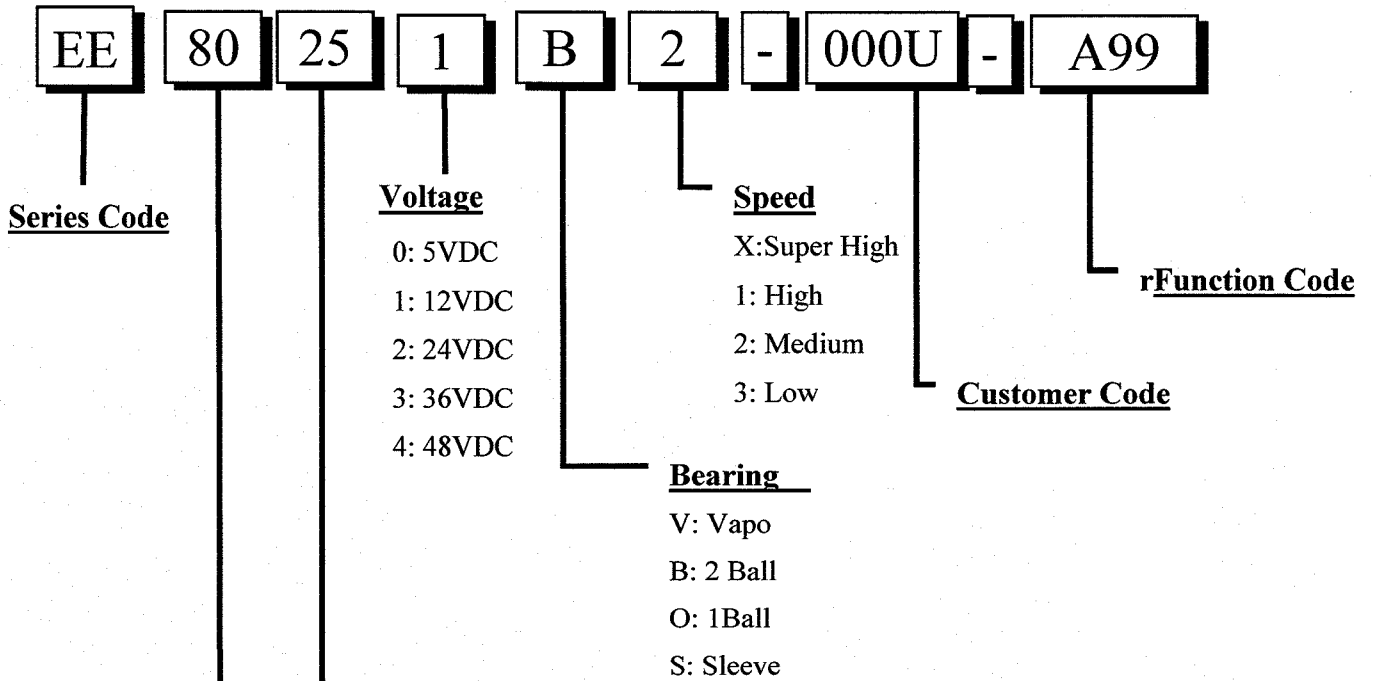 EE 80 25 1 B 2 - 000U - A99
Series Code
Voltage
0: 5VDC
1: 12VDC
2: 24VDC
3: 36VDC
4: 48VDC
Speed
X:Super High
1: High
2: Medium
3: Low
rFunction Code
Customer Code
Bearing
V: Vapo
B: 2 Ball
O: 1Ball
S: Sleeve